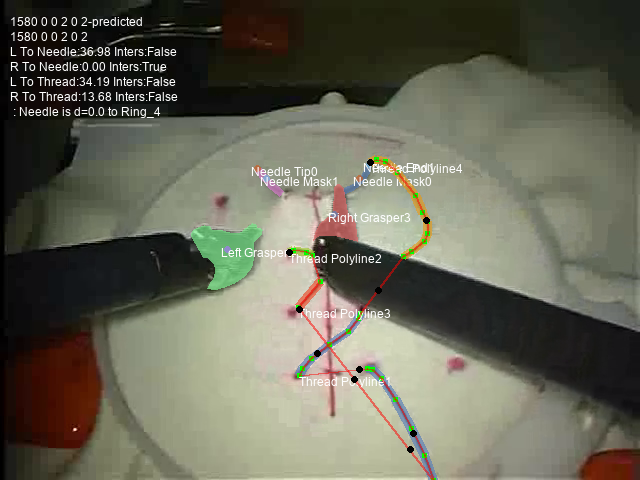 1580 0 0 2 0 2-predicted
1580 0 0 2 0 2
L To Needle:36.98 Inters:False
R To Needle:0.00 Inters:True
L To Thread:34.19 Inters:False
R To Thread:13.68 Inters:False
: Needle is d=0.0 to Ring_4
Needle Tip0
Thread Polyline4
Needle Mask1
Needle Mask0
Right Grasper3
Left Grasper
Thread Polyline2
Thread Polyline3
Thread Polyline1